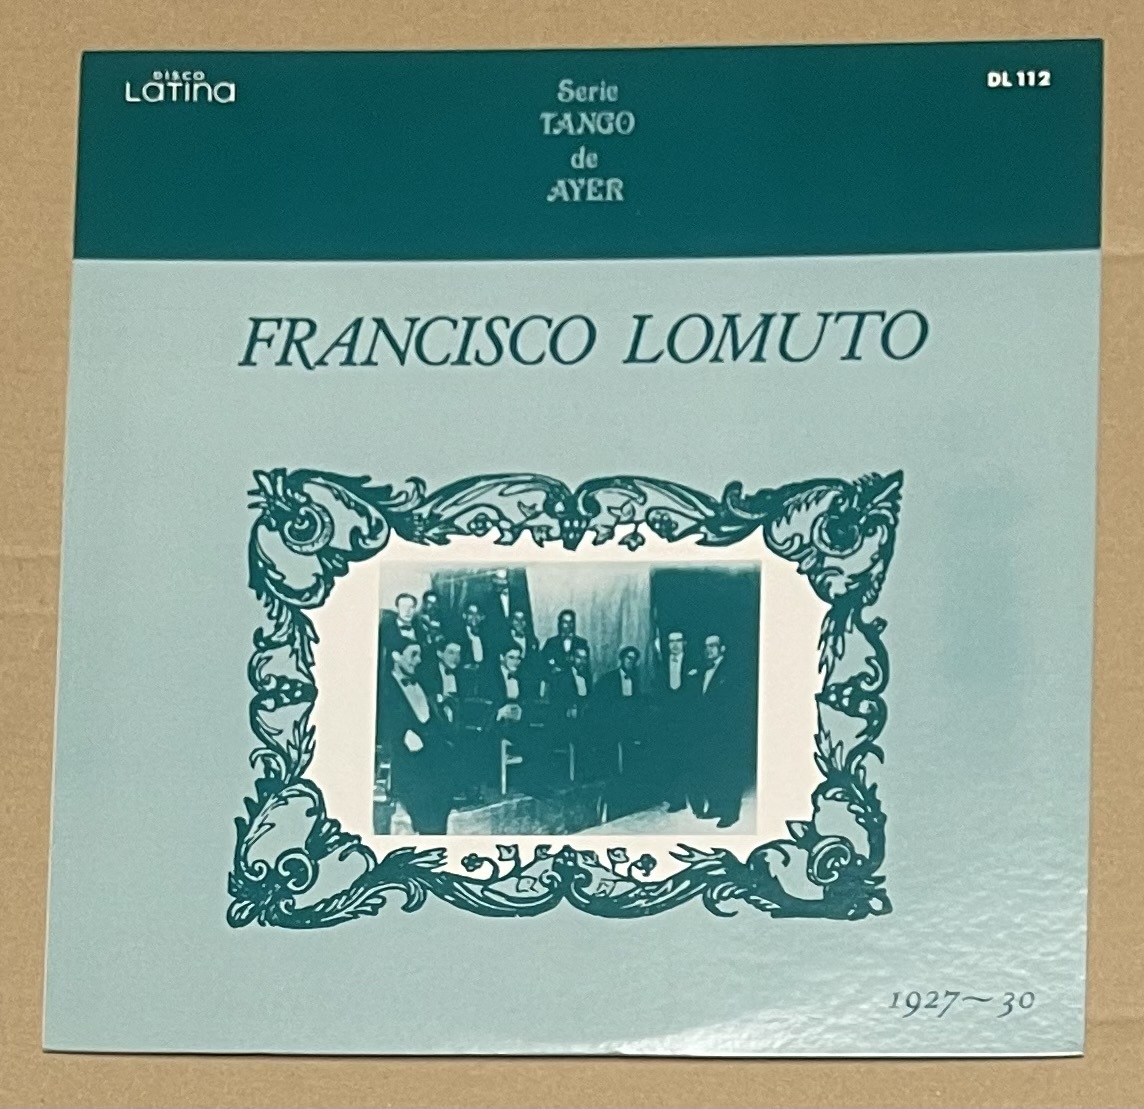 DISCO
LaTina
Serie
TANGO
de
AYER
DL 112
FRANCISCO LOMUTO
1927~30